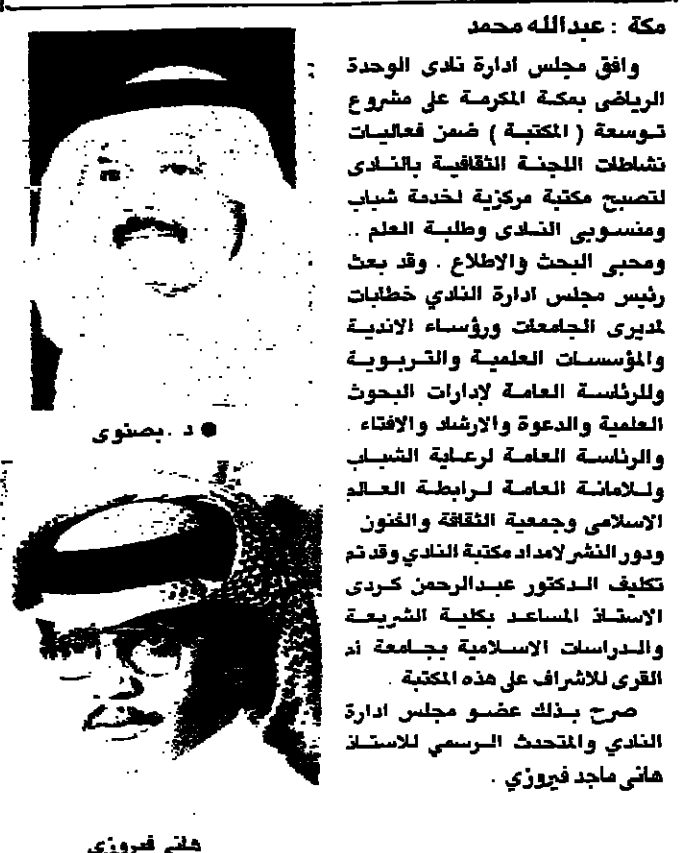 مكة : عبدالله محمد
وافق مجلس ادارة نادى الوحدة
الرياضى بمكة المكرمة على مشروع
توسعة ( المكتبة ) ضمن فعاليات
نشاطات اللجنة الثقافية بالنادى
لتصبح مكتبة مركزية لخدمة شباب
ومنسوبى النادى وطلبة العلم ..
ومحبى البحث والاطلاع . وقد بعث
رئيس مجلس ادارة النادي خطابات
لمديرى الجامعات ورؤساء الاندية
والمؤسسات العلمية والتربوية
وللرئاسة العامة لإدارات البحوث
العلمية والدعوة والارشاد والافتاء .
والرئاسة العامة لرعاية الشباب
وللامانة العامة لرابطة العالم
الاسلامى وجمعية الثقافة والفنون
ودور النشر لامداد مكتبة النادي وقد تم
تكليف الدكتور عبدالرحمن كردى
الاستاذ المساعد بكلية الشريعة
والدراسات الاسلامية بجامعة أم
القرى للاشراف على هذه المكتبة .
صرح بذلك عضو مجلس ادارة
النادي والمتحدث الرسمي للاستاذ
هانى ماجد فيروزي .
د . بصنوى
هانى فيروزى